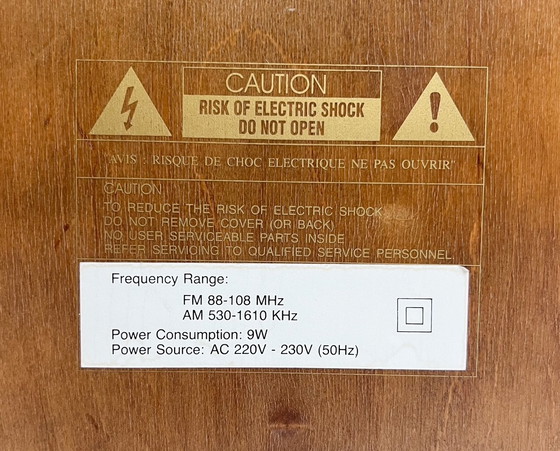 CAUTION
RISK OF ELECTRIC SHOCK
DO NOT OPEN
"AVIS : RISQUE DE CHOC ELECTRIQUE NE PAS OUVRIR"
CAUTION
TO REDUCE THE RISK OF ELECTRIC SHOCK
DO NOT REMOVE COVER (OR BACK)
NO USER SERVICEABLE PARTS INSIDE
REFER SERVICING TO QUALIFIED SERVICE PERSONNEL
Frequency Range:
FM 88-108 MHz
AM 530-1610 KHz
Power Consumption: 9W
Power Source: AC 220V - 230V (50Hz)